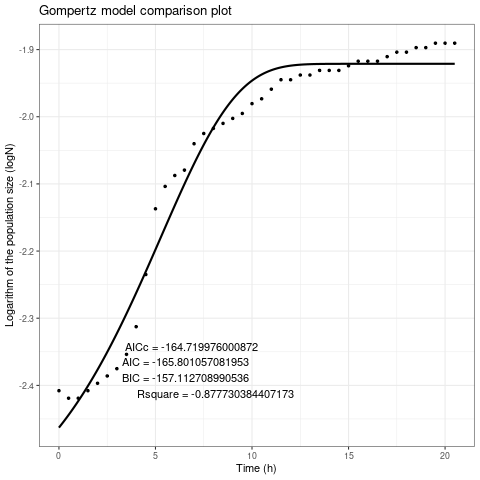 Gompertz model comparison plot
Logarithm of the population size (logN)
-1.9
-2.0
-2.1
-2.2
-2.3
-2.4
AICc = -164.719976000872
AIC = -165.801057081953
BIC = -157.112708990536
Rsquare = -0.877730384407173
0 5 10 15 20
Time (h)